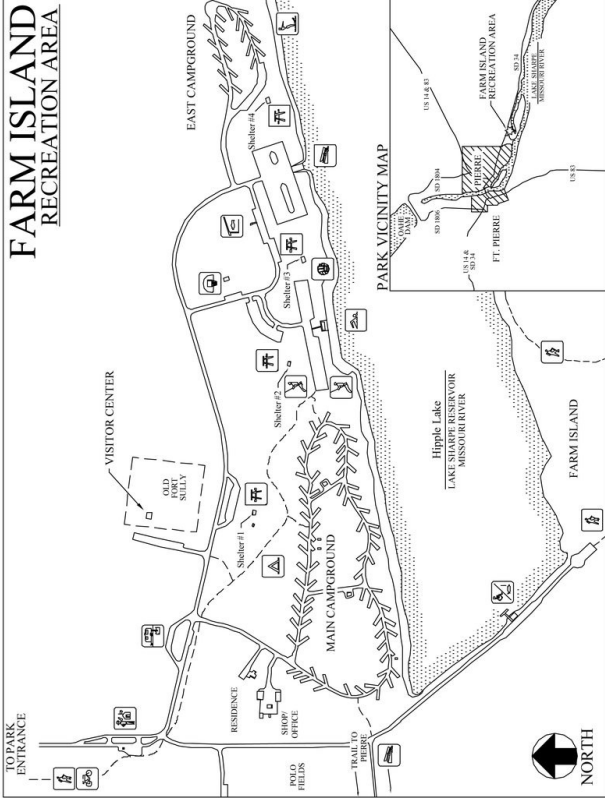 FARM ISLAND
RECREATION AREA
EAST CAMPGROUND
Shelter #4
Shelter #3
Shelter #2
Shelter #1
VISITOR CENTER
OLD
FORT
SULLY
MAIN CAMPGROUND
RESIDENCE
SHOP/
OFFICE
TO PARK
ENTRANCE
POLO
FIELDS
TRAIL TO
PIERRE
Hipple Lake
LAKE SHARPE RESERVOIR
MISSOURI RIVER
FARM ISLAND
NORTH
PARK VICINITY MAP
OAHE
DAM
SD 1804
SD 1806
US 14 & 83
PIERRE
FT. PIERRE
US 14 &
SD 34
US 83
FARM ISLAND
RECREATION AREA
SD 34
LAKE SHARPE
MISSOURI RIVER